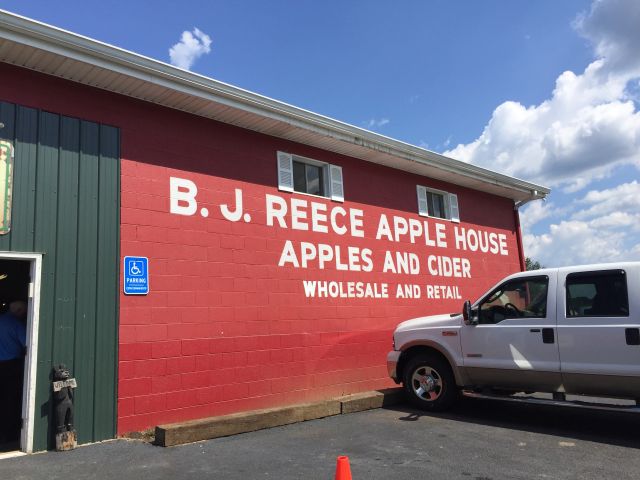 B. J. REECE APPLE HOUSE
APPLES AND CIDER
WHOLESALE AND RETAIL
PARKING